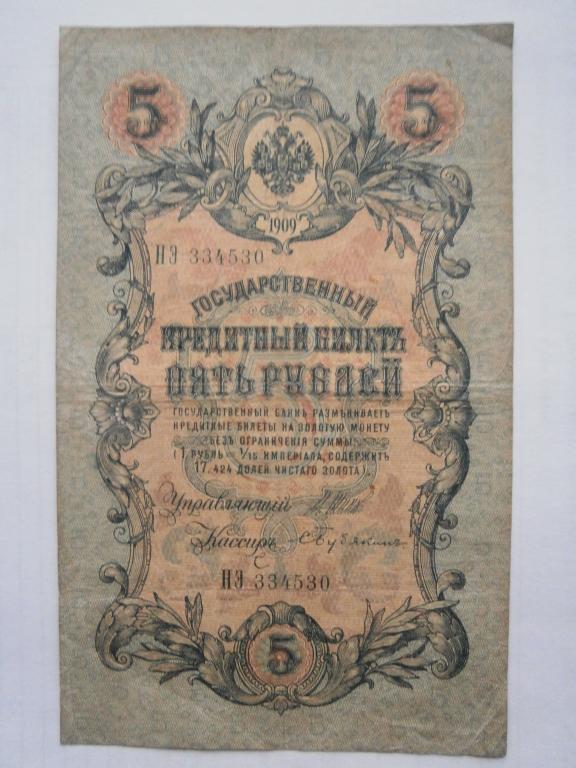 5 5
1909
НЭ 334530
ГОСУДАРСТВЕННЫЙ
КРЕДИТНЫЙ БИЛЕТЪ
ПЯТЬ РУБЛЕЙ
ГОСУДАРСТВЕННЫЙ БАНКЪ РАЗМѢНИВАЕТЪ
КРЕДИТНЫЕ БИЛЕТЫ НА ЗОЛОТУЮ МОНЕТУ
БЕЗЪ ОГРАНИЧЕНІЯ СУММЫ
(1 РУБЛЬ = 1/15 ИМПЕРІАЛА, СОДЕРЖИТЪ
17,424 ДОЛЕЙ ЧИСТАГО ЗОЛОТА).
Управляющій
Кассиръ СБубякинъ
НЭ 334530
5